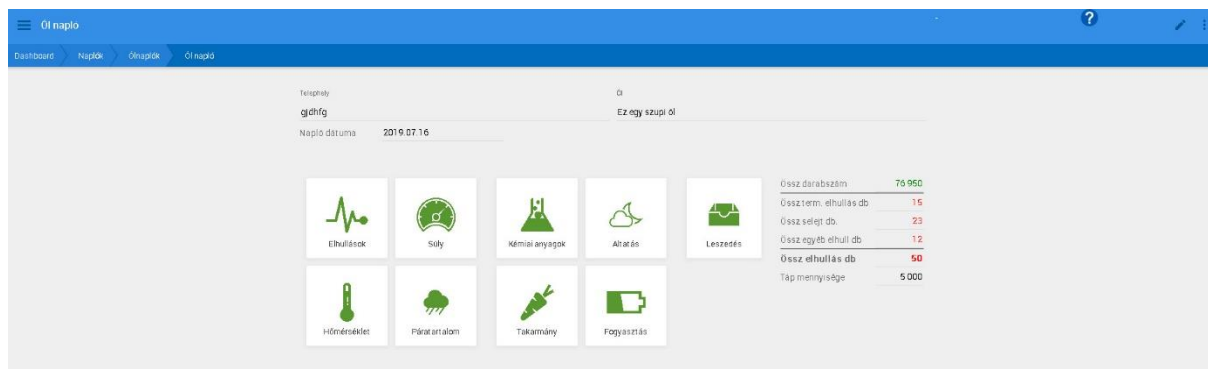 Ól napló
?
Dashboard Naplók Ólnaplók Ól napló
Telephely Ól
gjdhfg Ez egy szupi ól
Napló dátuma 2019.07.16
Össz darabszám 76 950
Össz term. elhullás db 15
Össz selejt db. 23
Össz egyéb elhull db 12
Össz elhullás db 50
Táp mennyisége 5 000
Elhullások Súly Kémiai anyagok Altatás Leszedés
Hőmérséklet Páratartalom Takarmány Fogyasztás